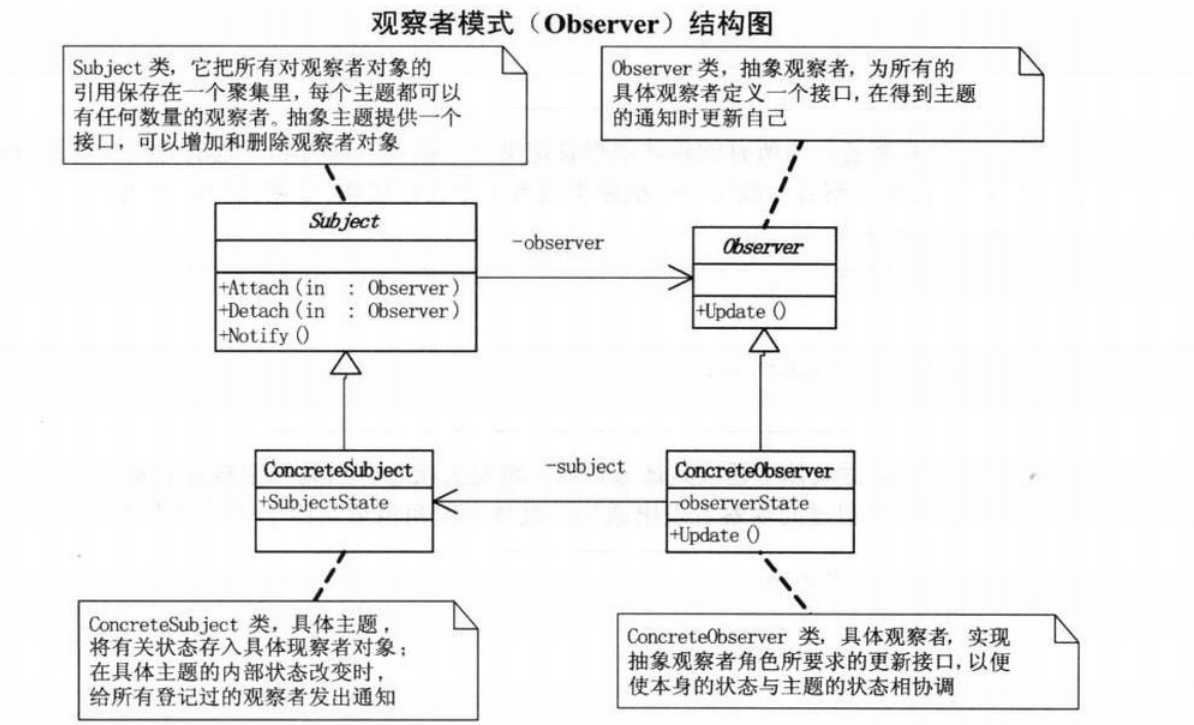 观察者模式（Observer）结构图
Subject 类，它把所有对观察者对象的
引用保存在一个聚集里，每个主题都可以
有任何数量的观察者。抽象主题提供一个
接口，可以增加和删除观察者对象
Observer 类，抽象观察者，为所有的
具体观察者定义一个接口，在得到主题
的通知时更新自己
Subject
+Attach(in : Observer)
+Detach(in : Observer)
+Notify()
-observer
Observer
+Update()
ConcreteSubject
+SubjectState
-subject
ConcreteObserver
-observerState
+Update()
ConcreteSubject 类，具体主题，
将有关状态存入具体现察者对象；
在具体主题的内部状态改变时，
给所有登记过的观察者发出通知
ConcreteObserver 类，具体观察者，实现
抽象观察者角色所要求的更新接口，以便
使本身的状态与主题的状态相协调